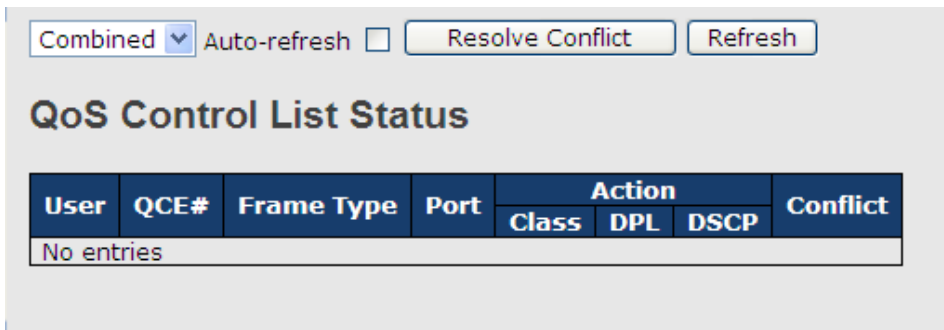 Combined Auto-refresh Resolve Conflict Refresh
QoS Control List Status
User QCE# Frame Type Port Action Conflict
Class DPL DSCP
No entries